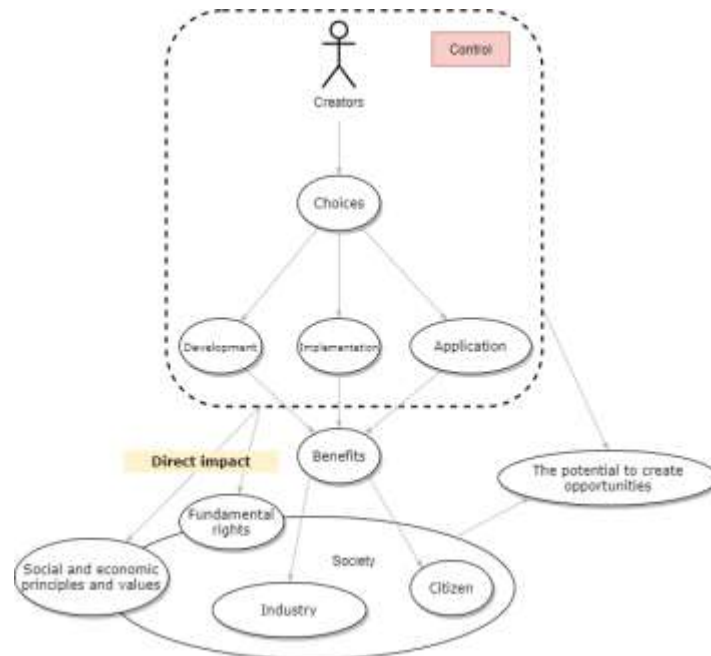 Control
Creators
Choices
Development
Implementation
Application
Direct impact
Benefits
The potential to create
opportunities
Fundamental
rights
Society
Social and economic
principles and values
Citizen
Industry